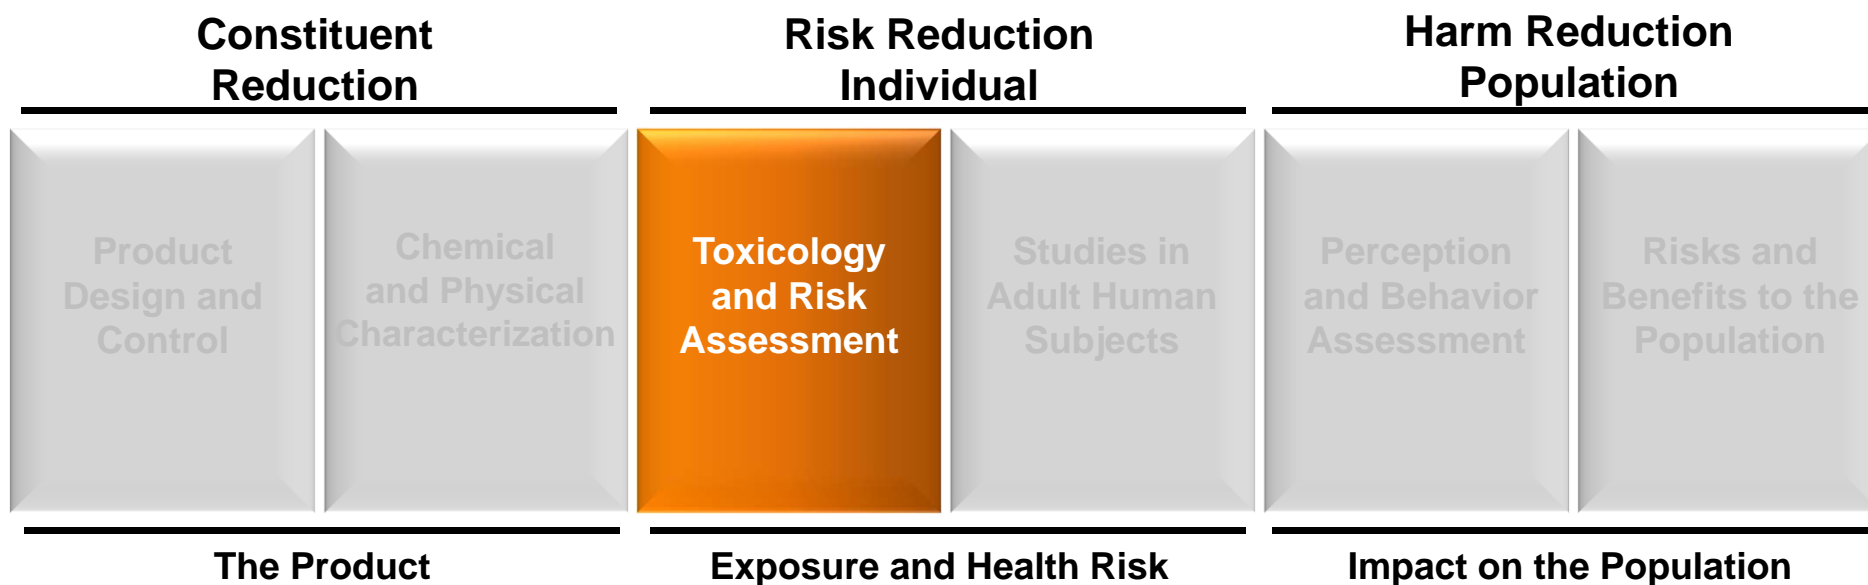 Constituent
Reduction
Risk Reduction
Individual
Harm Reduction
Population
Product
Design and
Control
Chemical
and Physical
Characterization
Toxicology
and Risk
Assessment
Studies in
Adult Human
Subjects
Perception
and Behavior
Assessment
Risks and
Benefits to the
Population
The Product
Exposure and Health Risk
Impact on the Population